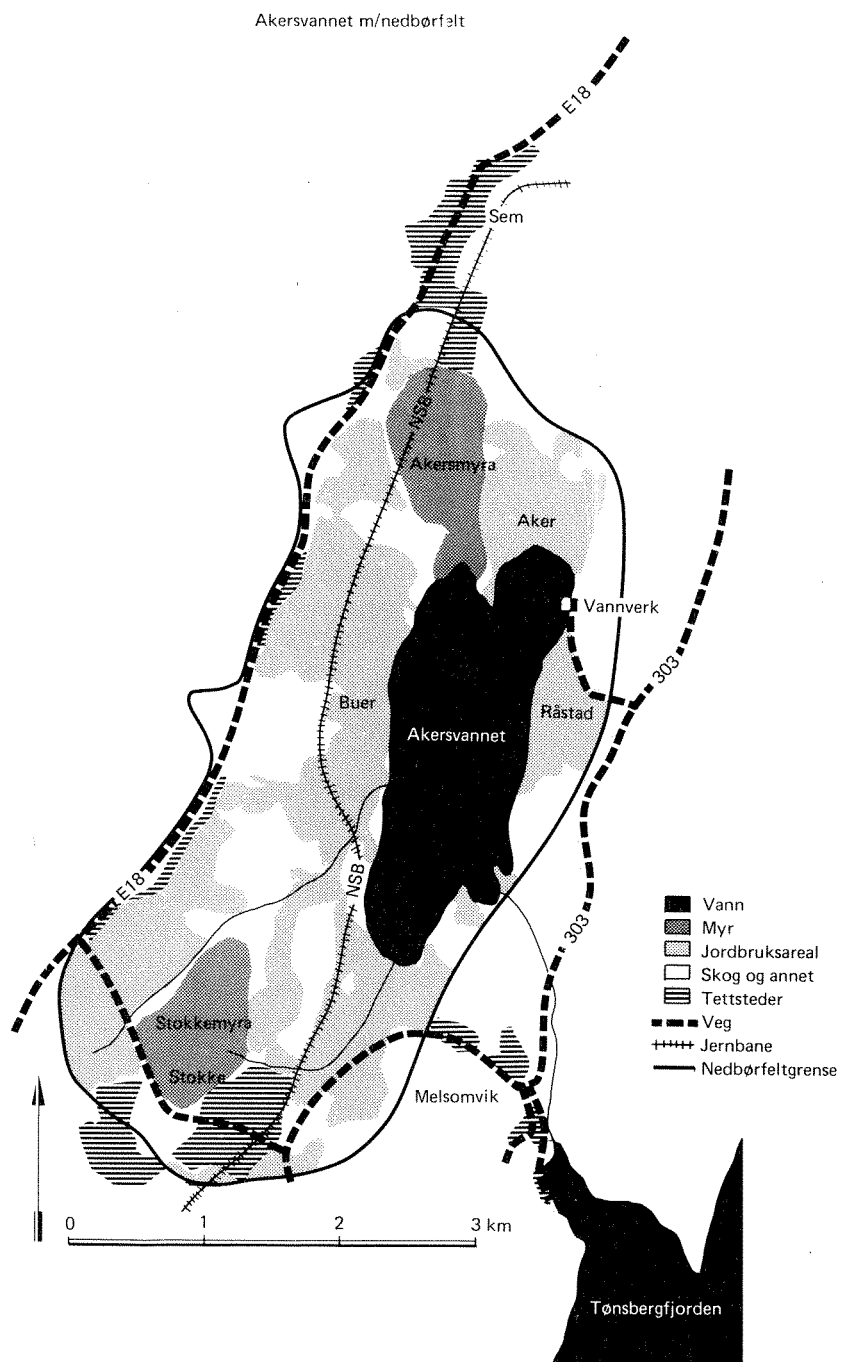 Akersvannet m/nedbørfelt
E18
Sem
NSB
Akersmyra
Aker
Vannverk
303
Buer
Råstad
Akersvannet
E18
NSB
303
Vann
Myr
Jordbruksareal
Skog og annet
Tettsteder
Veg
Jernbane
Nedbørfeltgrense
Stokkemyra
Stokke
Melsomvik
0 1 2 3 km
Tønsbergfjorden